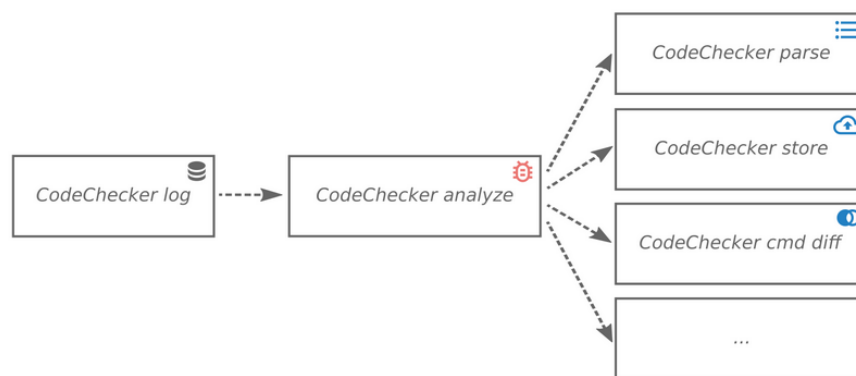 CodeChecker parse
CodeChecker store
CodeChecker log
CodeChecker analyze
CodeChecker cmd diff
...